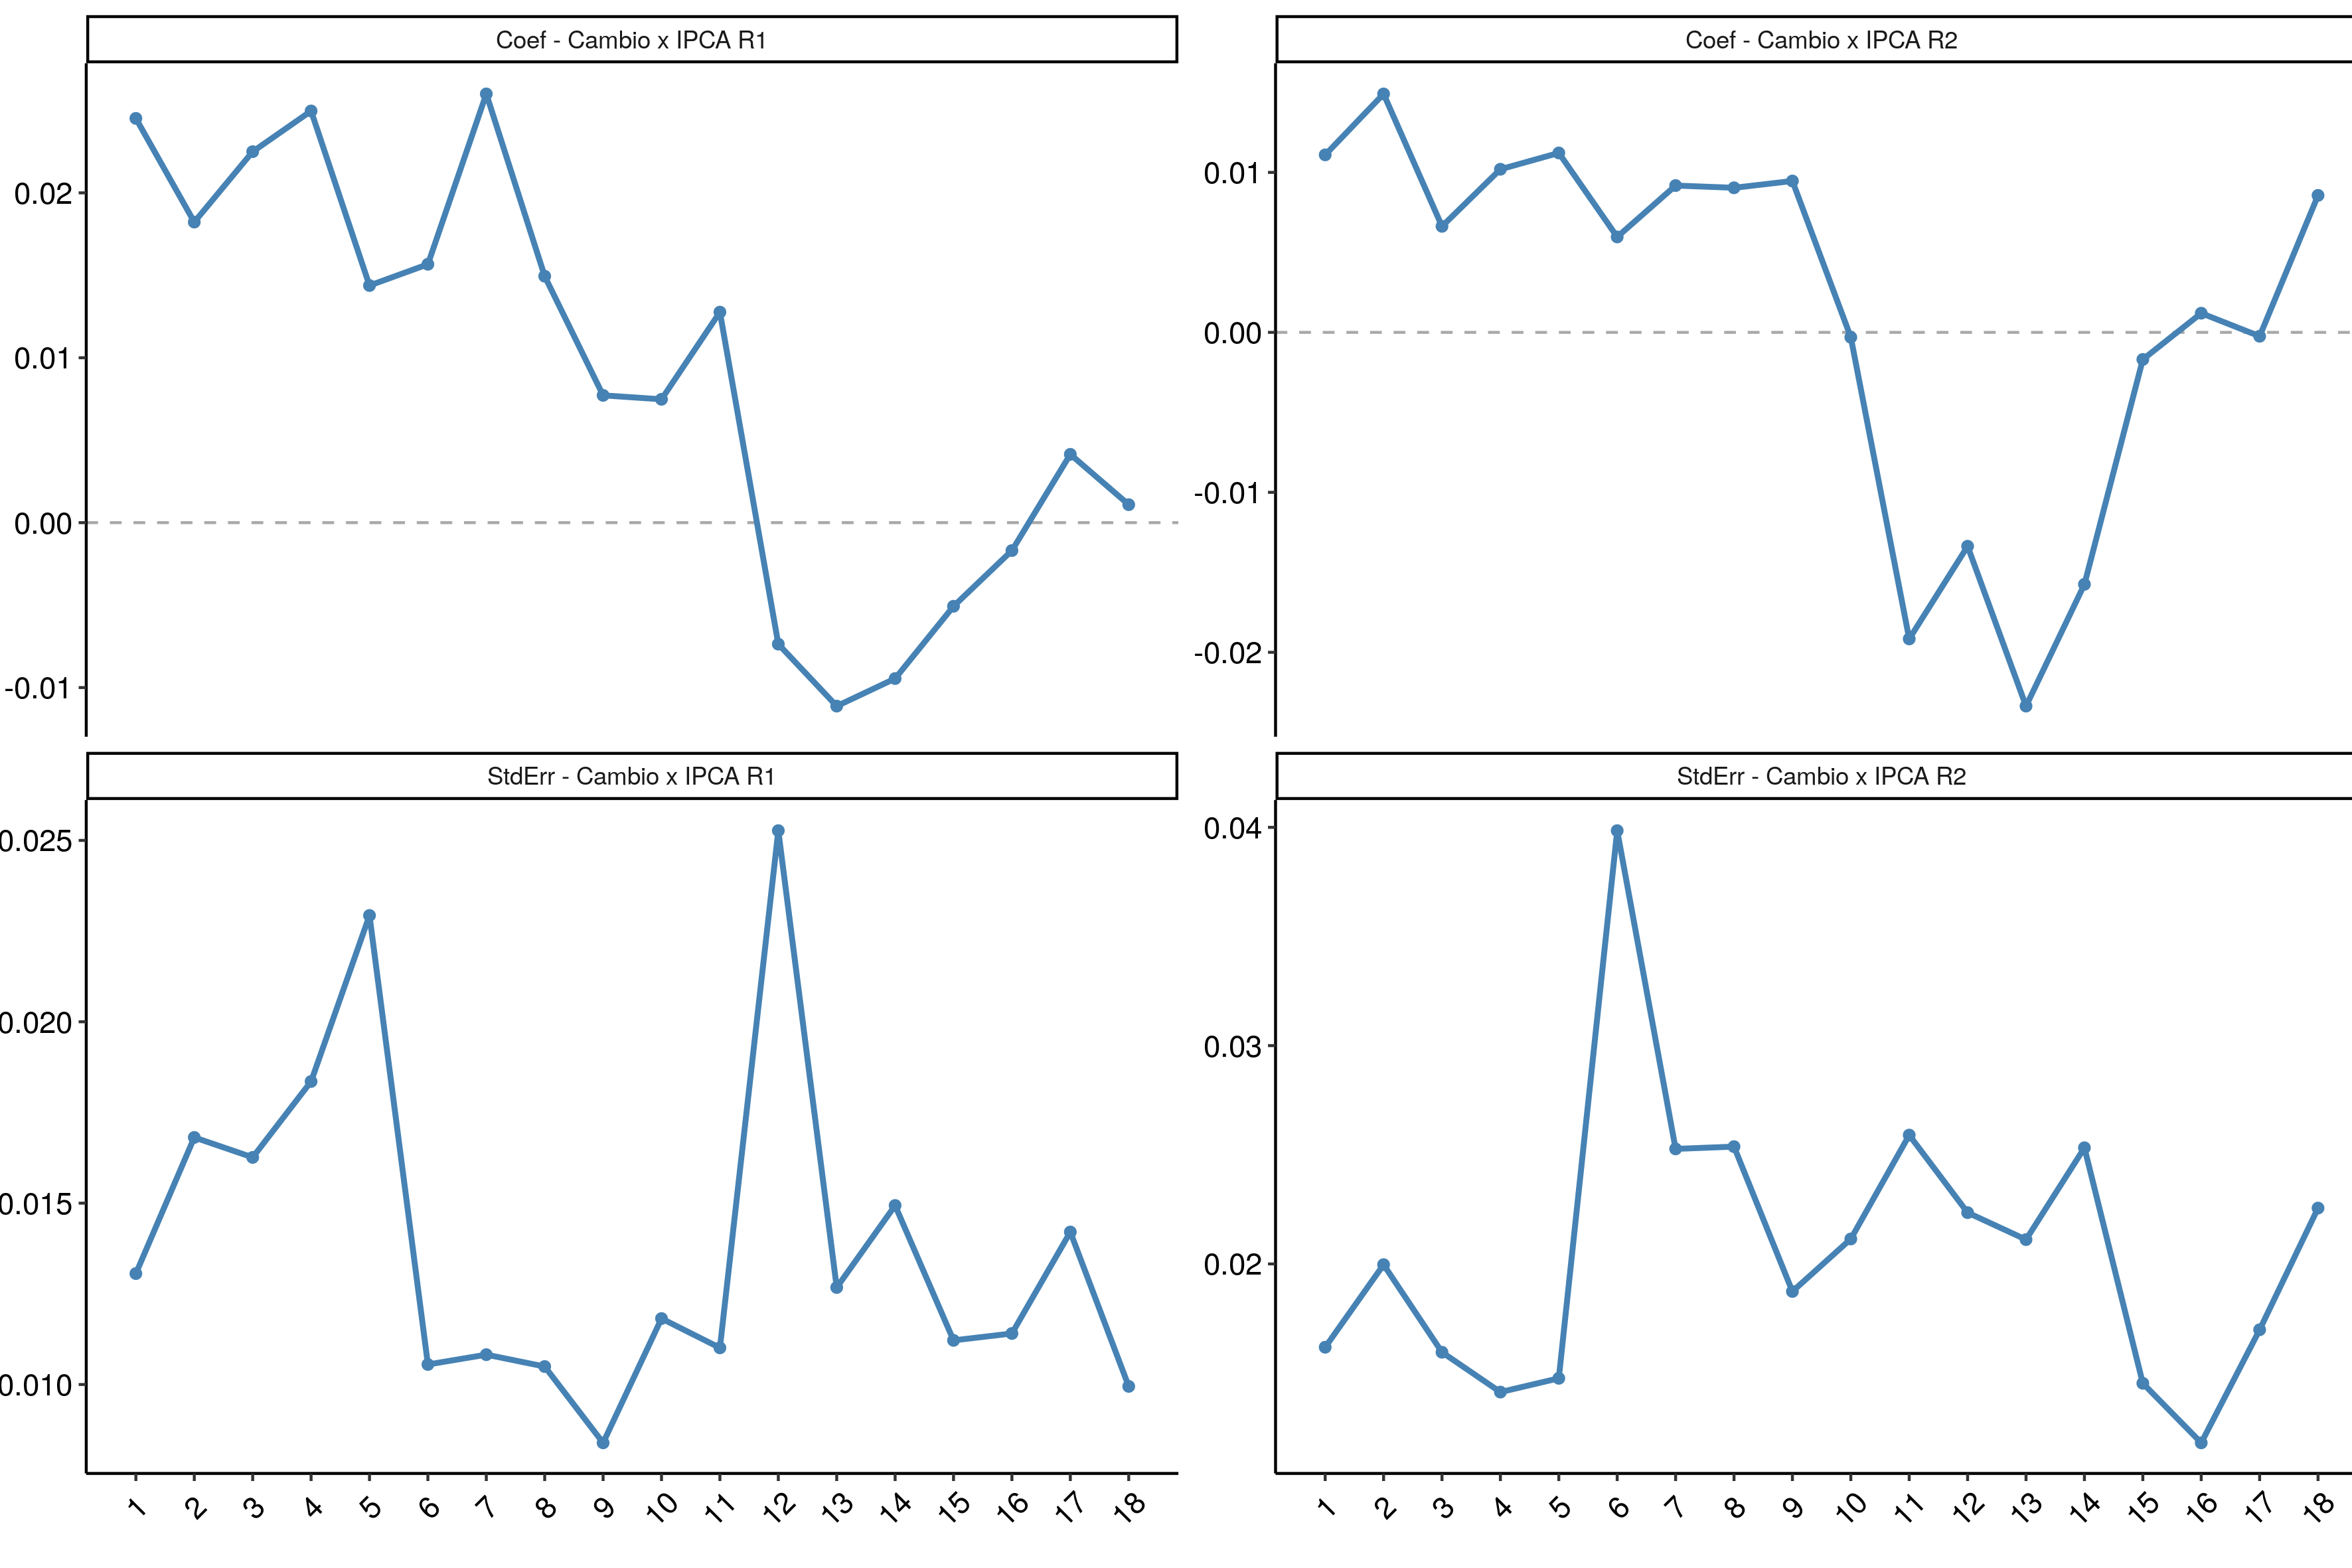 Coef - Cambio x IPCA R1
0.02
0.01
0.00
-0.01
Coef - Cambio x IPCA R2
0.01
0.00
-0.01
-0.02
StdErr - Cambio x IPCA R1
0.025
0.020
0.015
0.010
1 2 3 4 5 6 7 8 9 10 11 12 13 14 15 16 17 18
StdErr - Cambio x IPCA R2
0.04
0.03
0.02
1 2 3 4 5 6 7 8 9 10 11 12 13 14 15 16 17 18